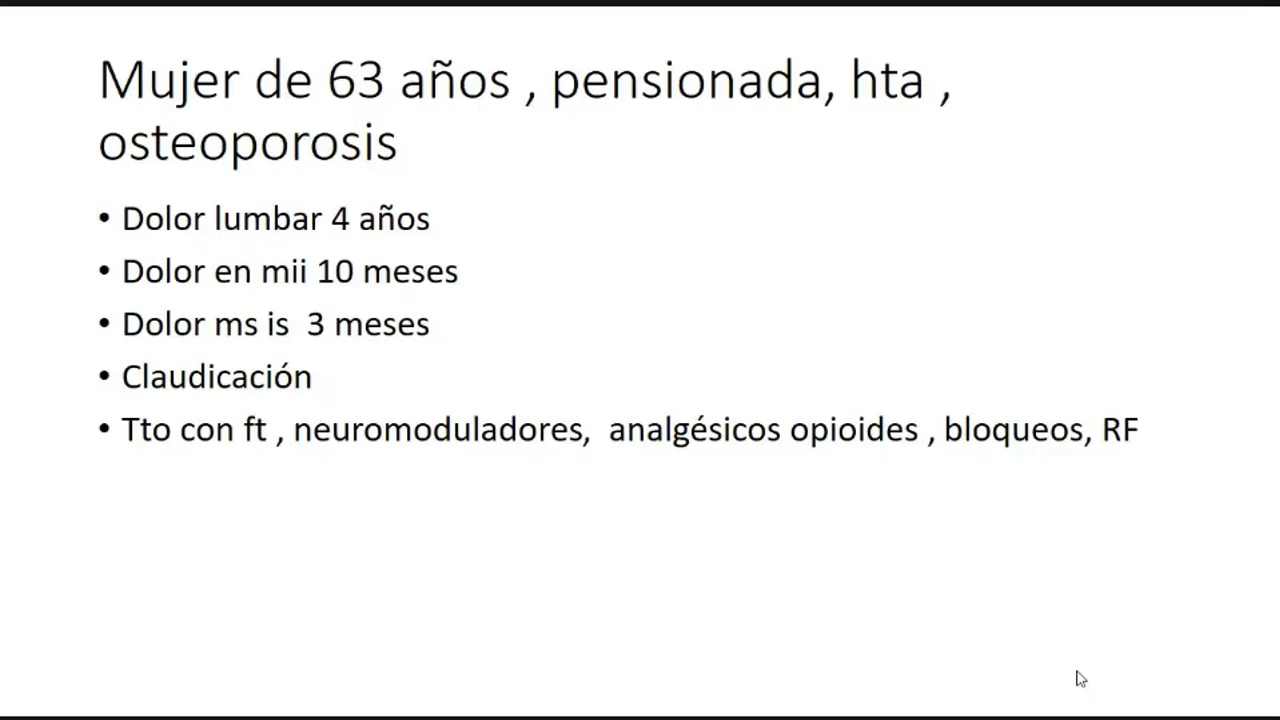 Mujer de 63 años , pensionada, hta ,
osteoporosis
• Dolor lumbar 4 años
• Dolor en mii 10 meses
• Dolor ms is  3 meses
• Claudicación
• Tto con ft , neuromoduladores,  analgésicos opioides , bloqueos, RF